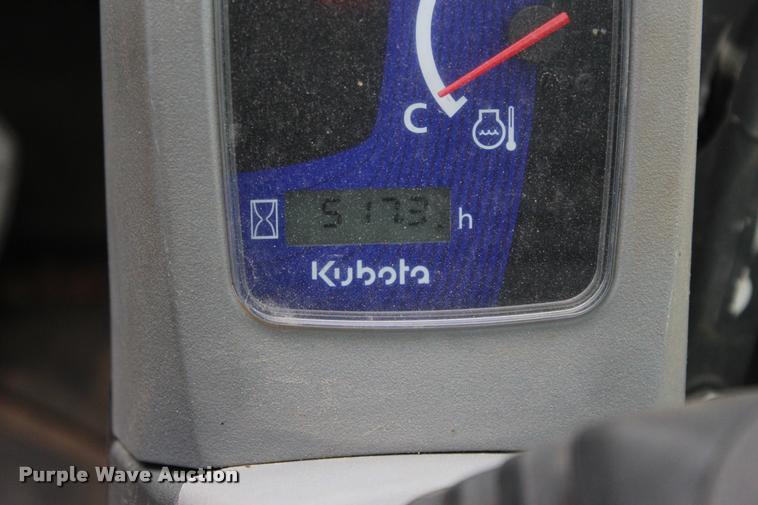 C
5173 h
Kubota
Purple Wave Auction